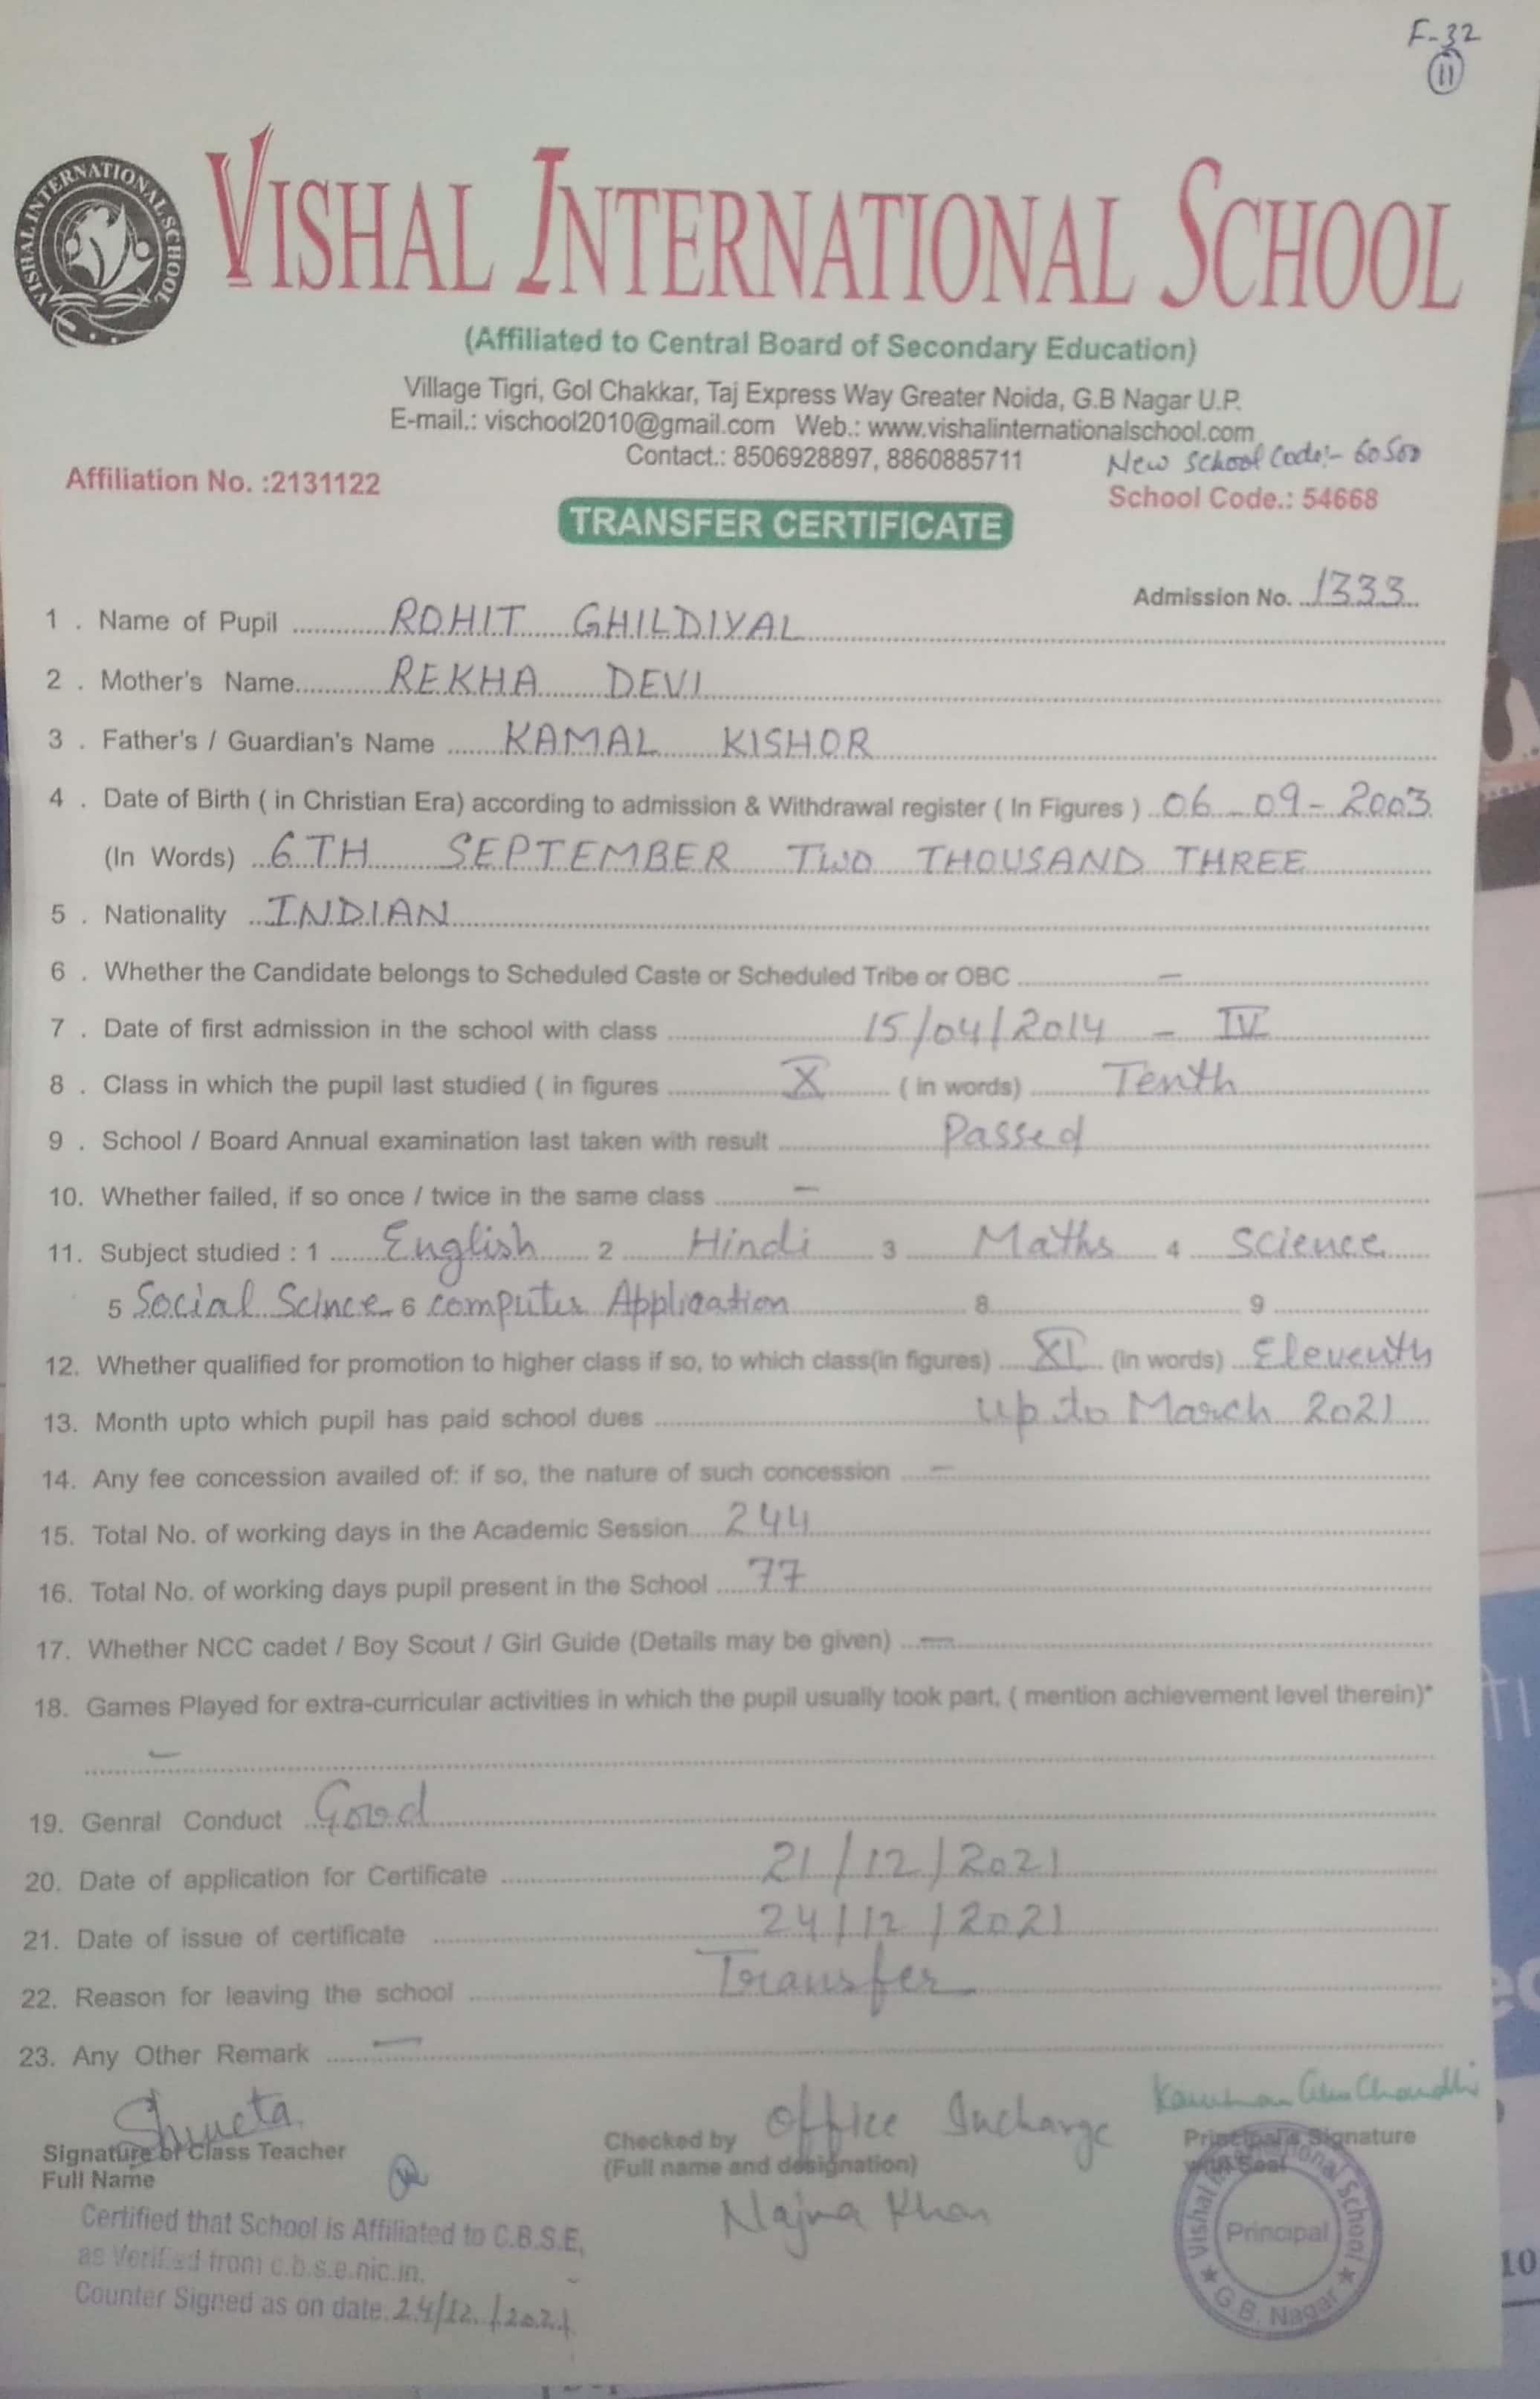 F-32
11
VISHAL INTERNATIONAL SCHOOL
VISHAL INTERNATIONAL SCHOOL
(Affiliated to Central Board of Secondary Education)
Village Tigri, Gol Chakkar, Taj Express Way Greater Noida, G.B Nagar U.P.
E-mail.: vischool2010@gmail.com Web.: www.vishalinternationalschool.com
Contact.: 8506928897, 8860885711
New School Code:- 60500
Affiliation No. :2131122
School Code.: 54668
TRANSFER CERTIFICATE
Admission No. 1333
1 . Name of Pupil ROHIT GHILDIYAL
2 . Mother's Name REKHA DEVI
3 . Father's / Guardian's Name KAMAL KISHOR
4 . Date of Birth ( in Christian Era) according to admission & Withdrawal register ( In Figures ) 06-09-2003
(In Words) 6TH SEPTEMBER TWO THOUSAND THREE
5 . Nationality INDIAN
6 . Whether the Candidate belongs to Scheduled Caste or Scheduled Tribe or OBC —
7 . Date of first admission in the school with class 15/04/2014 - IV
8 . Class in which the pupil last studied ( in figures X ( in words) Tenth
9 . School / Board Annual examination last taken with result Passed
10. Whether failed, if so once / twice in the same class —
11. Subject studied : 1 English 2 Hindi 3 Maths 4 Science
5 Social Scince 6 computer Application 8 9
12. Whether qualified for promotion to higher class if so, to which class(in figures) XI (in words) Eleventh
13. Month upto which pupil has paid school dues up to March 2021
14. Any fee concession availed of: if so, the nature of such concession —
15. Total No. of working days in the Academic Session 244
16. Total No. of working days pupil present in the School 77
17. Whether NCC cadet / Boy Scout / Girl Guide (Details may be given) —
18. Games Played for extra-curricular activities in which the pupil usually took part, ( mention achievement level therein)*
—
19. Genral Conduct Good
20. Date of application for Certificate 21/12/2021
21. Date of issue of certificate 24/12/2021
22. Reason for leaving the school Transfer
23. Any Other Remark —
Shweta
Signature of Class Teacher
Full Name
Checked by Office Incharge
(Full name and designation)
Najma Khan
Principal's Signature
with Seal
Vishal International School
Principal
★ G.B. Nagar ★
Certified that School is Affiliated to C.B.S.E,
as Verified from c.b.s.e.nic.in.
Counter Signed as on date 24/12/2021
10